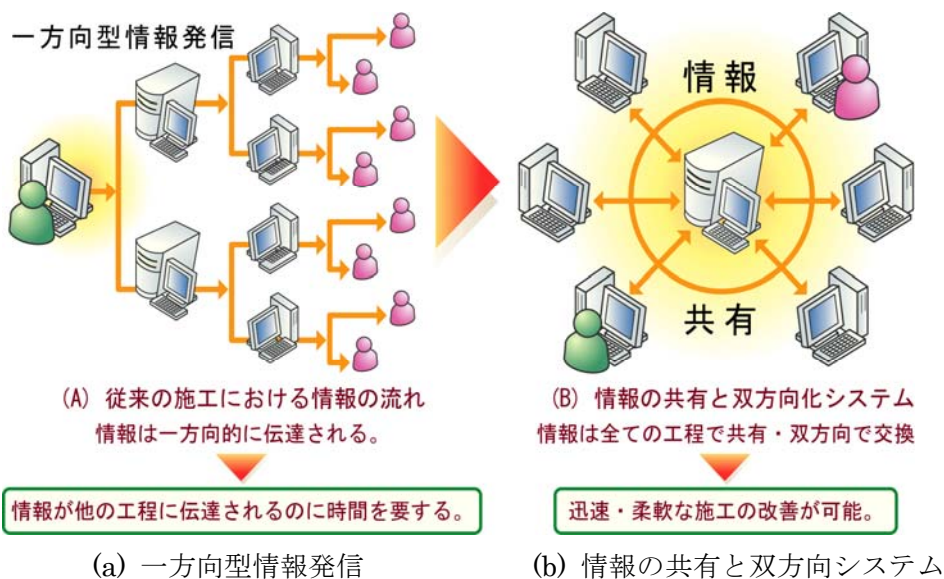 一方向型情報発信
情報
共有
(A) 従来の施工における情報の流れ
情報は一方向的に伝達される。
情報が他の工程に伝達されるのに時間を要する。
(B) 情報の共有と双方向化システム
情報は全ての工程で共有・双方向で交換
迅速・柔軟な施工の改善が可能。
(a) 一方向型情報発信
(b) 情報の共有と双方向システム